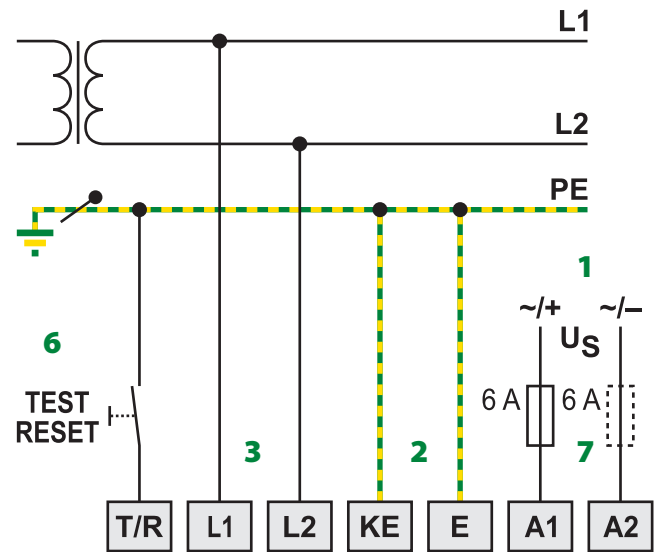 L1
L2
PE
1
~/+ ~/–
US
6
6 A 6 A
TEST
RESET
3 2 7
T/R L1 L2 KE E A1 A2